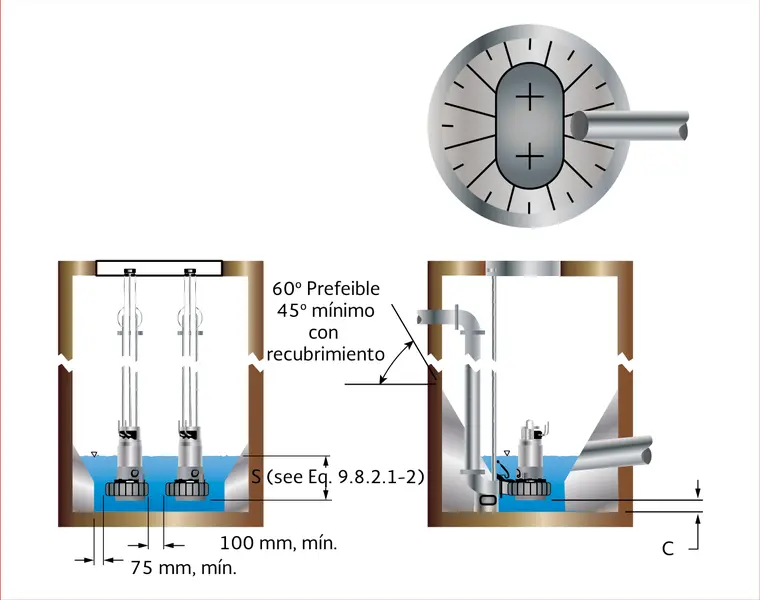 60º Prefeible
45º mínimo
con
recubrimiento
S (see Eq. 9.8.2.1-2)
100 mm, mín.
75 mm, mín.
C